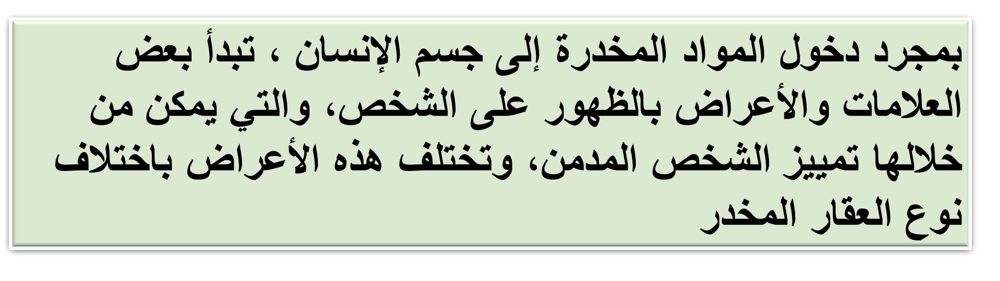 بمجرد دخول المواد المخدرة إلى جسم الإنسان ، تبدأ بعض
العلامات والأعراض بالظهور على الشخص، والتي يمكن من
خلالها تمييز الشخص المدمن، وتختلف هذه الأعراض باختلاف
نوع العقار المخدر